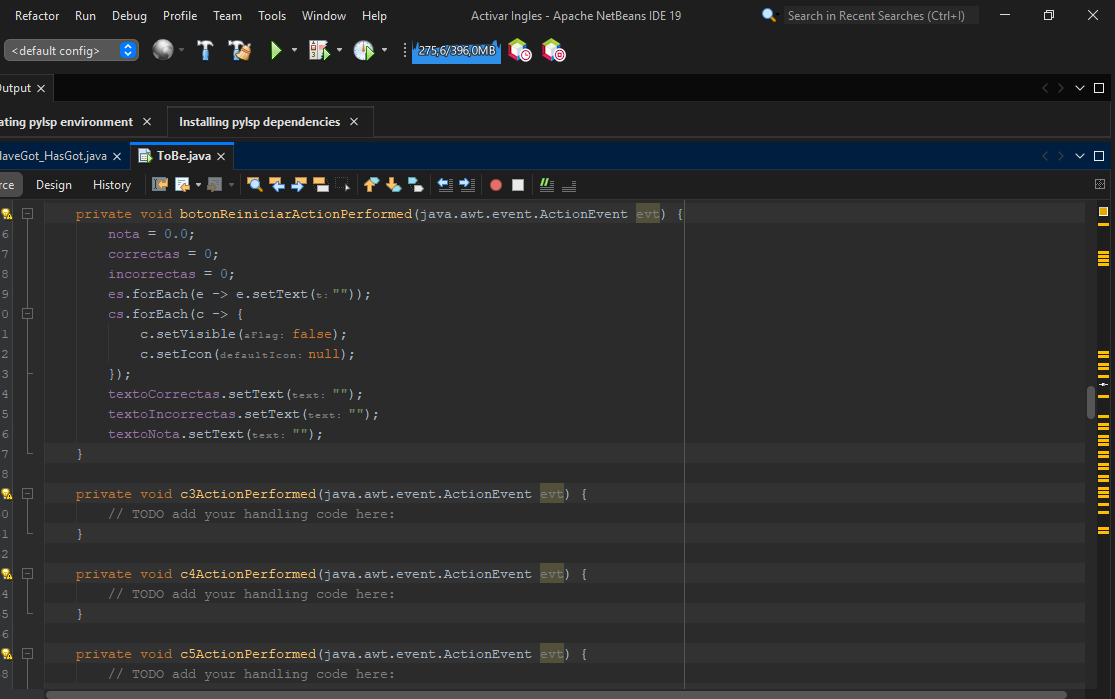 Refactor Run Debug Profile Team Tools Window Help Activar Ingles - Apache NetBeans IDE 19 Search in Recent Searches (Ctrl+I)
<default config> 275,6/396,0MB
utput
ating pylsp environment Installing pylsp dependencies
HaveGot_HasGot.java ToBe.java
rce Design History
private void botonReiniciarActionPerformed(java.awt.event.ActionEvent evt) {
6 nota = 0.0;
7 correctas = 0;
8 incorrectas = 0;
9 es.forEach(e -> e.setText(t: ""));
0 cs.forEach(c -> {
1 c.setVisible(aFlag: false);
2 c.setIcon(defaultIcon: null);
3 });
4 textoCorrectas.setText(text: "");
5 textoIncorrectas.setText(text: "");
6 textoNota.setText(text: "");
7 }
8
private void c3ActionPerformed(java.awt.event.ActionEvent evt) {
0 // TODO add your handling code here:
1 }
2
private void c4ActionPerformed(java.awt.event.ActionEvent evt) {
4 // TODO add your handling code here:
5 }
6
private void c5ActionPerformed(java.awt.event.ActionEvent evt) {
8 // TODO add your handling code here: